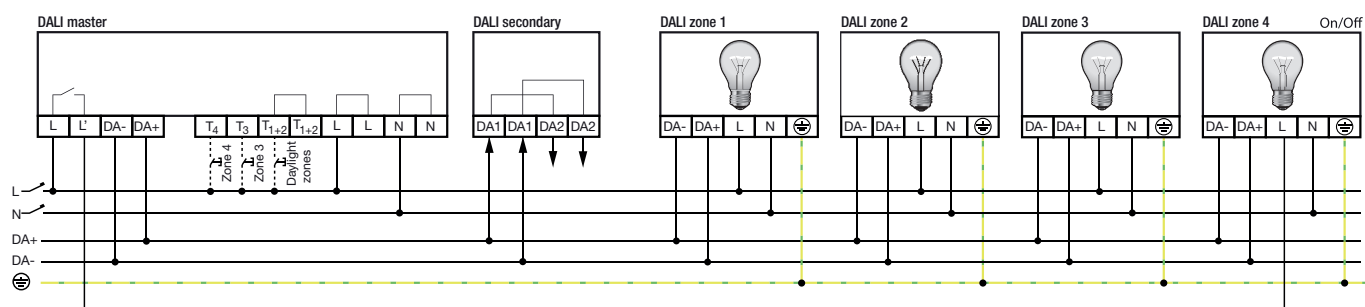 DALI master
DALI secondary
DALI zone 1
DALI zone 2
DALI zone 3
DALI zone 4 On/Off
L L' DA- DA+ T4 T3 T1+2 T1+2 L L N N
DA1 DA1 DA2 DA2
DA- DA+ L N
DA- DA+ L N
DA- DA+ L N
DA- DA+ L N
Zone 4
Zone 3
Daylight
zones
L
N
DA+
DA-